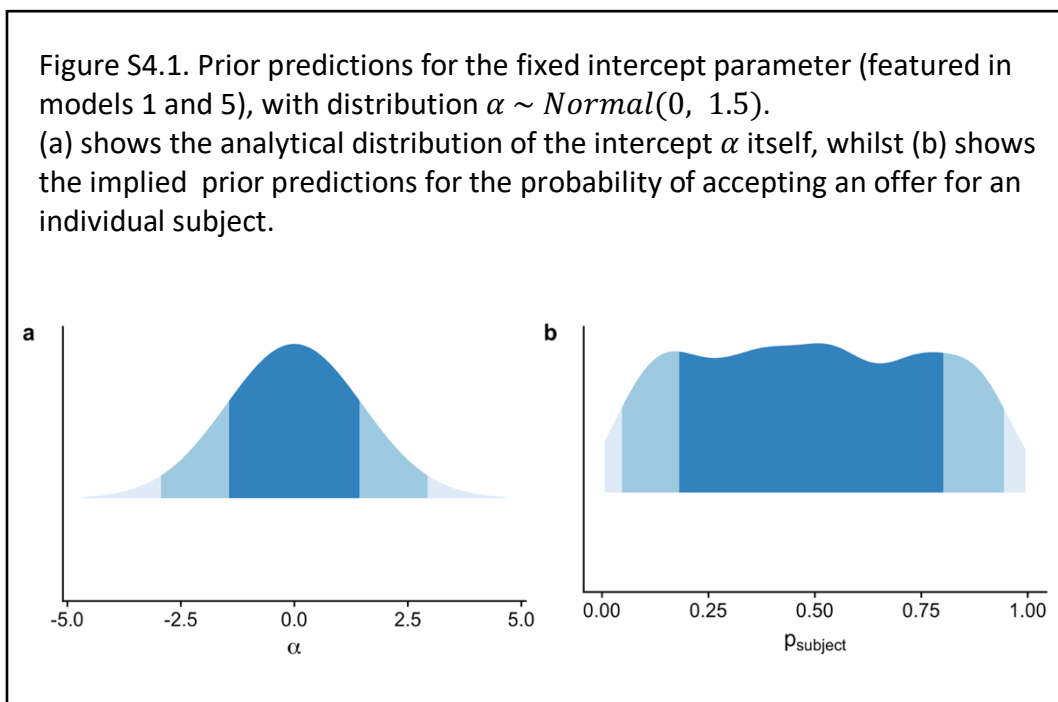 Figure S4.1. Prior predictions for the fixed intercept parameter (featured in
models 1 and 5), with distribution α ~ Normal(0, 1.5).
(a) shows the analytical distribution of the intercept α itself, whilst (b) shows
the implied prior predictions for the probability of accepting an offer for an
individual subject.
a
-5.0 -2.5 0.0 2.5 5.0
α
b
0.00 0.25 0.50 0.75 1.00
p_subject